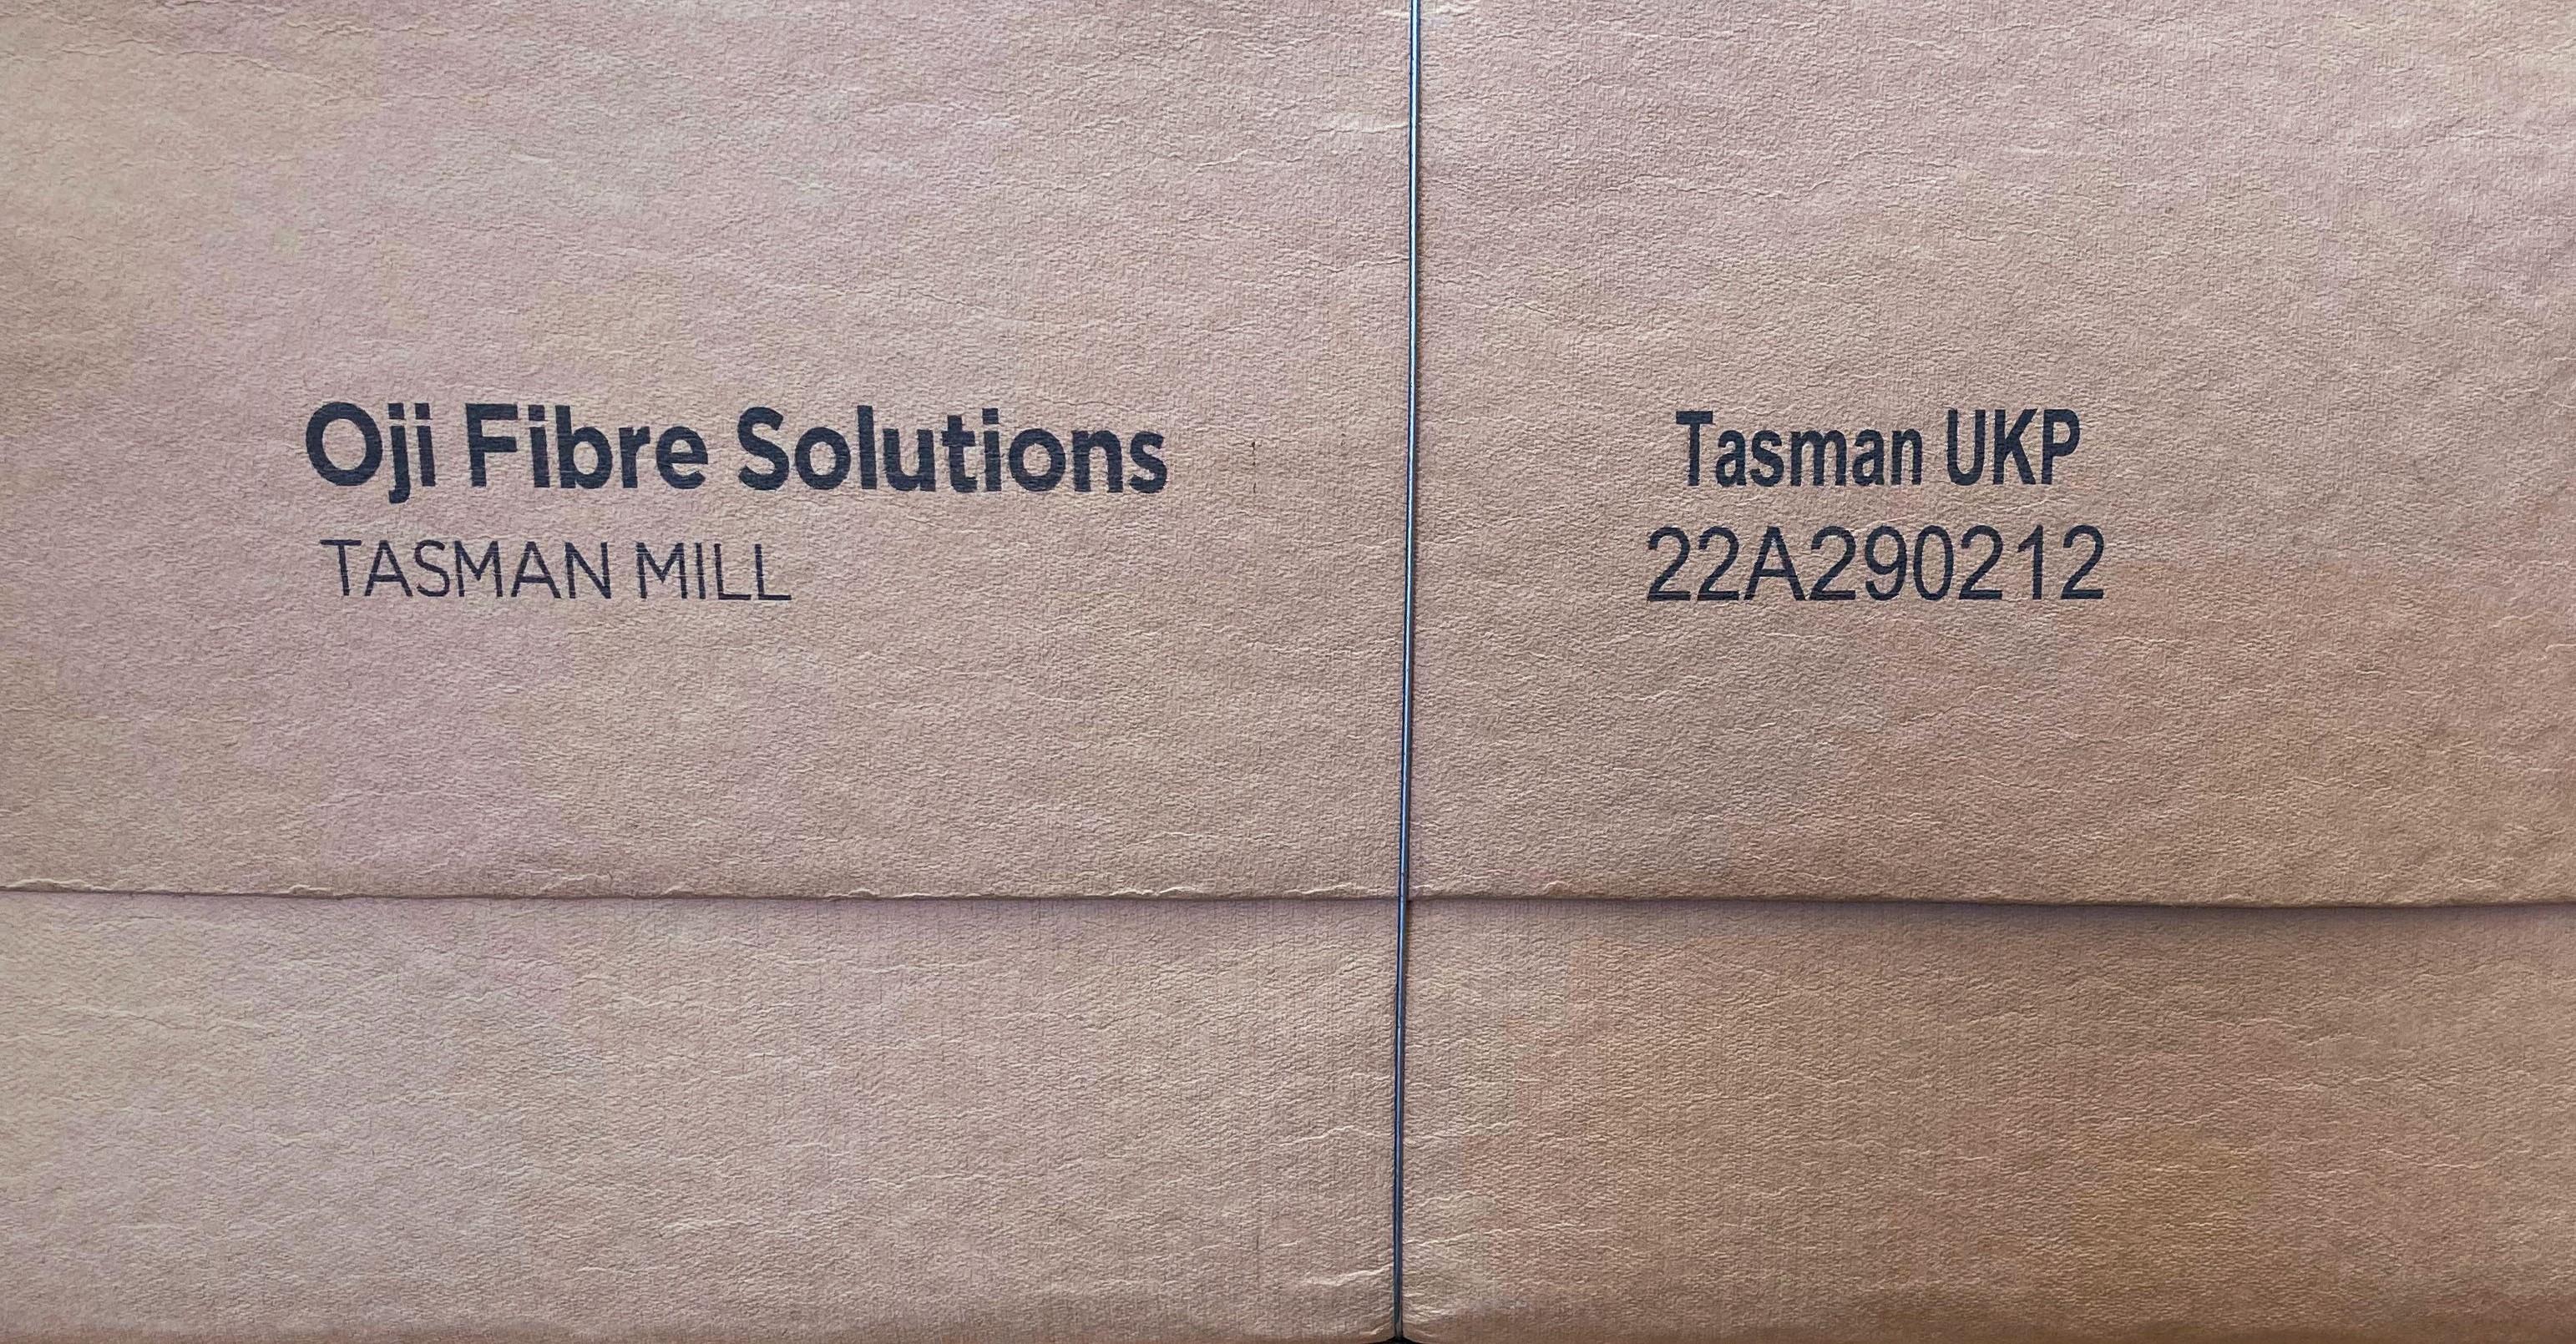 Oji Fibre Solutions
TASMAN MILL
Tasman UKP
22A290212